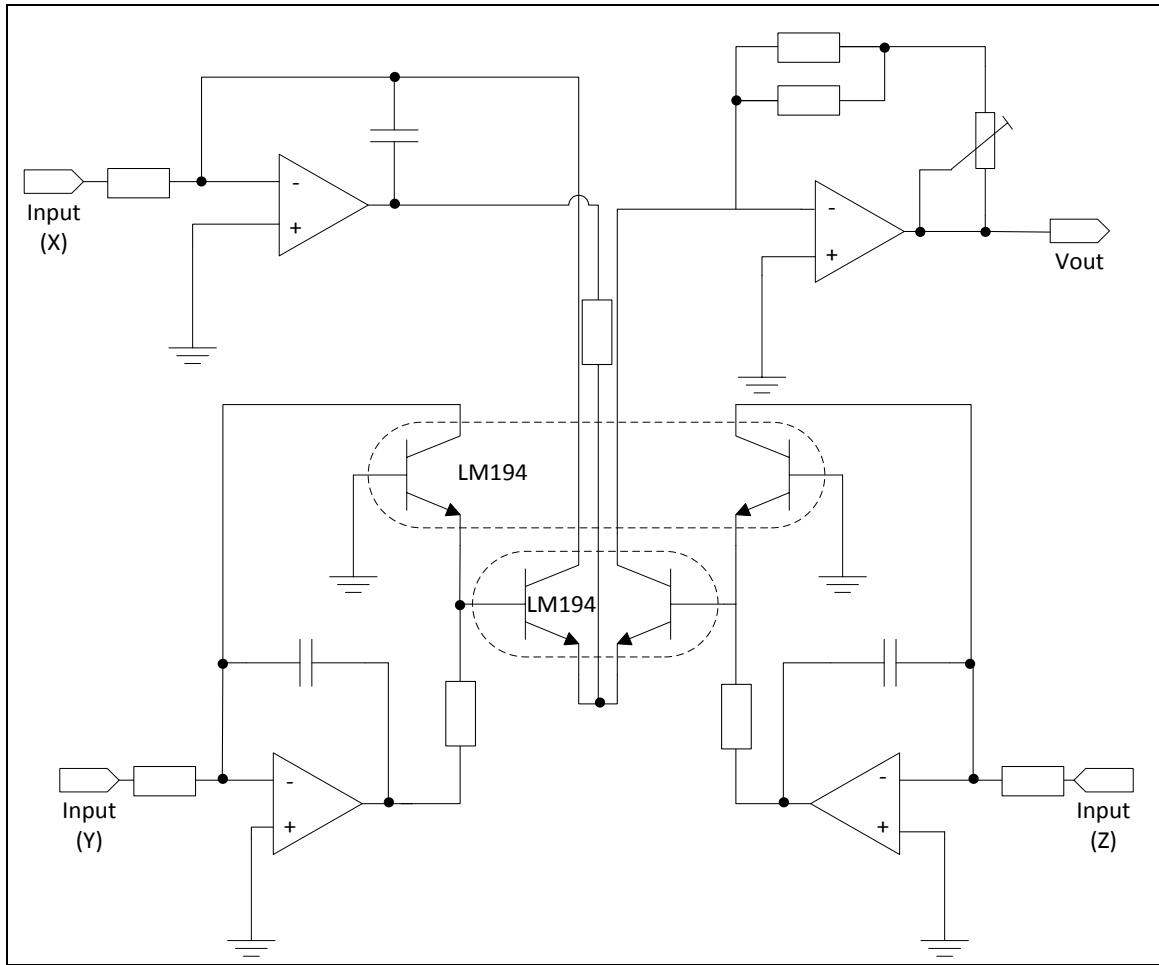 -
+
Input
(X)
-
+
Vout
LM194
LM194
-
+
Input
(Y)
-
+
Input
(Z)